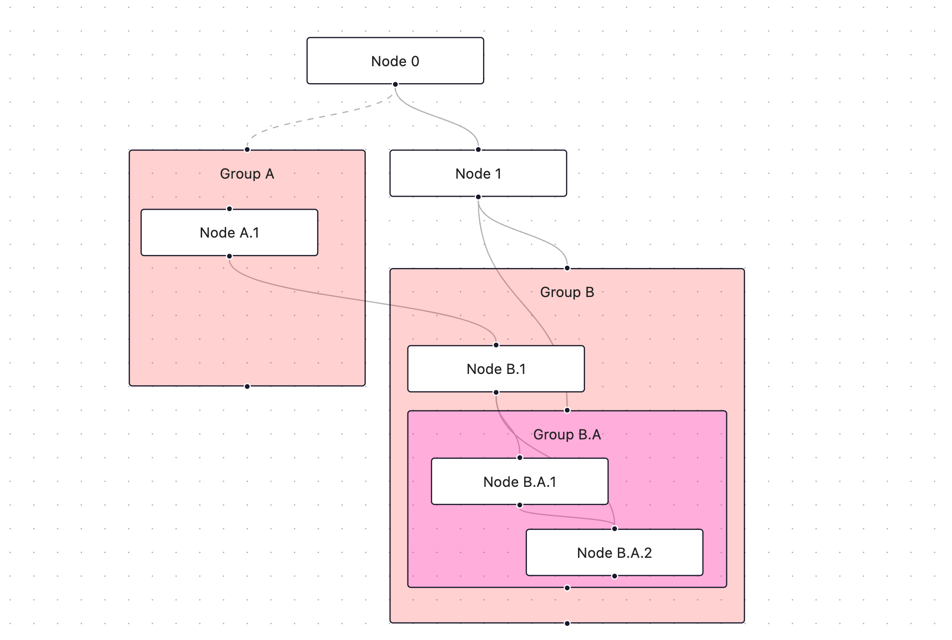 Node 0
Group A
Node 1
Node A.1
Group B
Node B.1
Group B.A
Node B.A.1
Node B.A.2